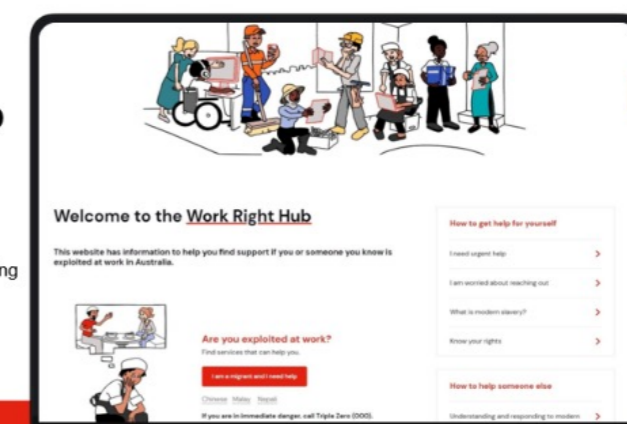 ng
Welcome to the Work Right Hub
This website has information to help you find support if you or someone you know is
exploited at work in Australia.
Are you exploited at work?
Find services that can help you.
I am a migrant and I need help
Chinese Malay Nepali
If you are in immediate danger, call Triple Zero (000).
How to get help for yourself
I need urgent help
I am worried about reaching out
What is modern slavery?
Know your rights
How to help someone else
Understanding and responding to modern